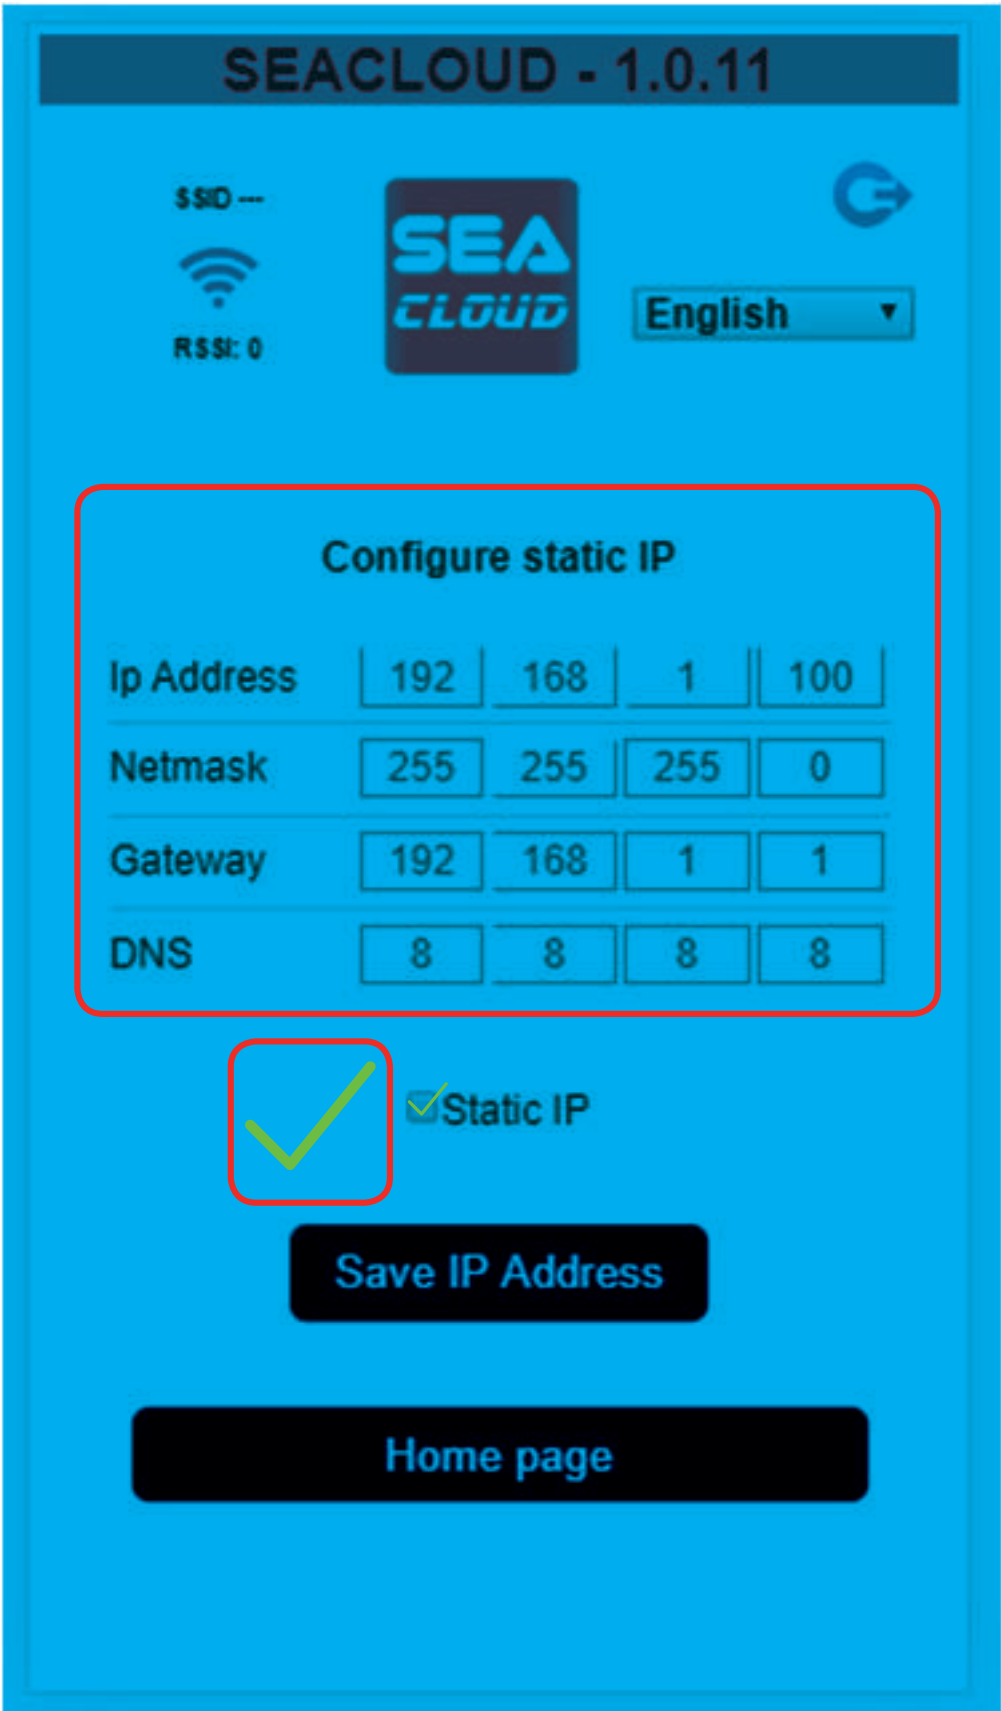 SEACLOUD - 1.0.11
SSID ---
SEA
CLOUD
English
RSSI: 0
Configure static IP
Ip Address 192 168 1 100
Netmask 255 255 255 0
Gateway 192 168 1 1
DNS 8 8 8 8
Static IP
Save IP Address
Home page